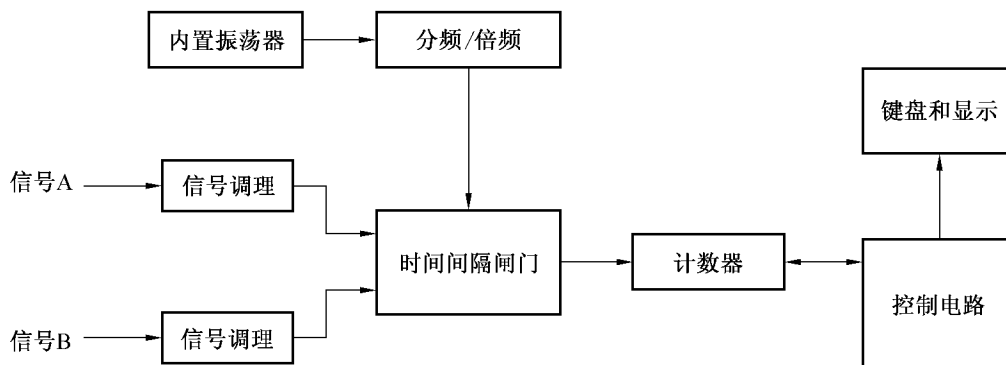 内置振荡器
分频/倍频
键盘和显示
信号A
信号调理
时间间隔闸门
计数器
控制电路
信号B
信号调理